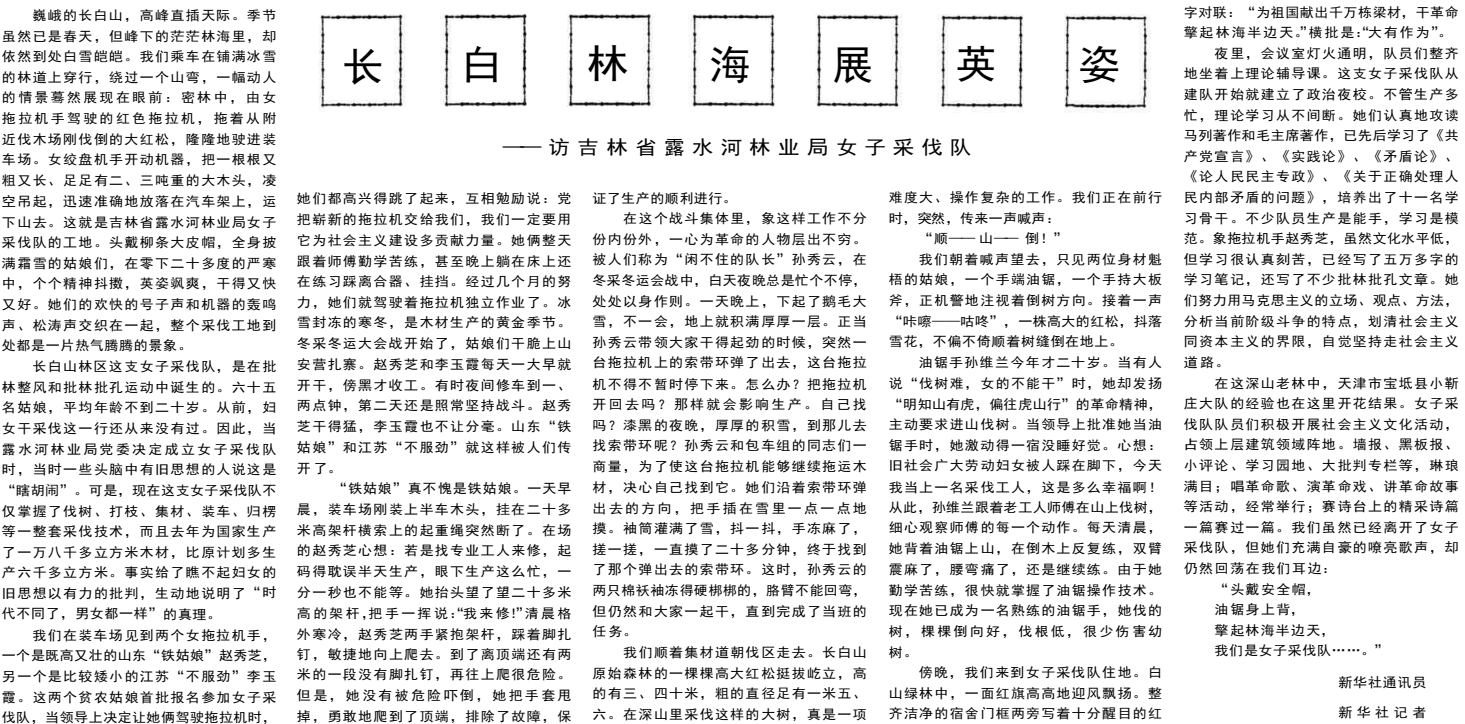 长白林海展英姿
——访吉林省露水河林业局女子采伐队
巍峨的长白山，高峰直插天际。季节
虽然已是春天，但峰下的茫茫林海里，却
依然到处白雪皑皑。我们乘车在铺满冰雪
的林道上穿行，绕过一个山弯，一幅动人
的情景蓦然展现在眼前：密林中，由女
拖拉机手驾驶的红色拖拉机，拖着从附
近伐木场刚伐倒的大红松，隆隆地驶进装
车场。女绞盘机手开动机器，把一根根又
粗又长、足足有二、三吨重的大木头，凌
空吊起，迅速准确地放落在汽车架上，运
下山去。这就是吉林省露水河林业局女子
采伐队的工地。头戴柳条大皮帽，全身披
满霜雪的姑娘们，在零下二十多度的严寒
中，个个精神抖擞，英姿飒爽，干得又快
又好。她们的欢快的号子声和机器的轰鸣
声、松涛声交织在一起，整个采伐工地到
处都是一片热气腾腾的景象。
长白山林区这支女子采伐队，是在批
林整风和批林批孔运动中诞生的。六十五
名姑娘，平均年龄不到二十岁。从前，妇
女干采伐这一行还从来没有过。因此，当
露水河林业局党委决定成立女子采伐队
时，当时一些头脑中有旧思想的人说这是
“瞎胡闹”。可是，现在这支女子采伐队不
仅掌握了伐树、打枝、集材、装车、归楞
等一整套采伐技术，而且去年为国家生产
了一万八千多立方米木材，比原计划多生
产六千多立方米。事实给了瞧不起妇女的
旧思想以有力的批判，生动地说明了“时
代不同了，男女都一样”的真理。
我们在装车场见到两个女拖拉机手，
一个是既高又壮的山东“铁姑娘”赵秀芝，
另一个是比较矮小的江苏“不服劲”李玉
霞。这两个贫农姑娘首批报名参加女子采
伐队，当领导上决定让她俩驾驶拖拉机时，
她们都高兴得跳了起来，互相勉励说：党
把崭新的拖拉机交给我们，我们一定要用
它为社会主义建设多贡献力量。她俩整天
跟着师傅勤学苦练，甚至晚上躺在床上还
在练习踩离合器、挂挡。经过几个月的努
力，她们就驾驶着拖拉机独立作业了。冰
雪封冻的寒冬，是木材生产的黄金季节。
冬采冬运大会战开始了，姑娘们干脆上山
安营扎寨。赵秀芝和李玉霞每天一大早就
开干，傍黑才收工。有时夜间修车到一、
两点钟，第二天还是照常坚持战斗。赵秀
芝干得猛，李玉霞也不让分毫。山东“铁
姑娘”和江苏“不服劲”就这样被人们传
开了。
“铁姑娘”真不愧是铁姑娘。一天早
晨，装车场刚装上半车木头，挂在二十多
米高架杆横索上的起重绳突然断了。在场
的赵秀芝心想：若是找专业工人来修，起
码得耽误半天生产，眼下生产这么忙，一
分一秒也不能等。她抬头望了望二十多米
高的架杆，把手一挥说：“我来修！”清晨格
外寒冷，赵秀芝两手紧抱架杆，踩着脚扎
钉，敏捷地向上爬去。到了离顶端还有两
米的一段没有脚扎钉，再往上爬很危险。
但是，她没有被危险吓倒，她把手套甩
掉，勇敢地爬到了顶端，排除了故障，保
证了生产的顺利进行。
在这个战斗集体里，象这样工作不分
份内份外，一心为革命的人物层出不穷。
被人们称为“闲不住的队长”孙秀云，在
冬采冬运会战中，白天夜晚总是忙个不停，
处处以身作则。一天晚上，下起了鹅毛大
雪，不一会，地上就积满厚厚一层。正当
孙秀云带领大家干得起劲的时候，突然一
台拖拉机上的索带环弹了出去，这台拖拉
机不得不暂时停下来。怎么办？把拖拉机
开回去吗？那样就会影响生产。自己找
吗？漆黑的夜晚，厚厚的积雪，到那儿去
找索带环呢？孙秀云和包车组的同志们一
商量，为了使这台拖拉机能够继续拖运木
材，决心自己找到它。她们沿着索带环弹
出去的方向，把手插在雪里一点一点地
摸。袖筒灌满了雪，抖一抖，手冻麻了，
搓一搓，一直摸了二十多分钟，终于找到
了那个弹出去的索带环。这时，孙秀云的
两只棉袄袖冻得硬梆梆的，胳臂不能回弯，
但仍然和大家一起干，直到完成了当班的
任务。
我们顺着集材道朝伐区走去。长白山
原始森林的一棵棵高大红松挺拔屹立，高
的有三、四十米，粗的直径足有一米五、
六。在深山里采伐这样的大树，真是一项
难度大、操作复杂的工作。我们正在前行
时，突然，传来一声喊声：
“顺——山——倒！”
我们朝着喊声望去，只见两位身材魁
梧的姑娘，一个手端油锯，一个手持大板
斧，正机警地注视着倒树方向。接着一声
“咔嚓——咕咚”，一株高大的红松，抖落
雪花，不偏不倚顺着树缝倒在地上。
油锯手孙维兰今年才二十岁。当有人
说“伐树难，女的不能干”时，她却发扬
“明知山有虎，偏往虎山行”的革命精神，
主动要求进山伐树。当领导上批准她当油
锯手时，她激动得一宿没睡好觉。心想：
旧社会广大劳动妇女被人踩在脚下，今天
我当上一名采伐工人，这是多么幸福啊！
从此，孙维兰跟着老工人师傅在山上伐树，
细心观察师傅的每一个动作。每天清晨，
她背着油锯上山，在倒木上反复练，双臂
震麻了，腰弯痛了，还是继续练。由于她
勤学苦练，很快就掌握了油锯操作技术。
现在她已成为一名熟练的油锯手，她伐的
树，棵棵倒向好，伐根低，很少伤害幼
树。
傍晚，我们来到女子采伐队住地。白
山绿林中，一面红旗高高地迎风飘扬。整
齐洁净的宿舍门框两旁写着十分醒目的红
字对联：“为祖国献出千万栋梁材，干革命
擎起林海半边天。”横批是：“大有作为”。
夜里，会议室灯火通明，队员们整齐
地坐着上理论辅导课。这支女子采伐队从
建队开始就建立了政治夜校。不管生产多
忙，理论学习从不间断。她们认真地攻读
马列著作和毛主席著作，已先后学习了《共
产党宣言》、《实践论》、《矛盾论》、
《论人民民主专政》、《关于正确处理人
民内部矛盾的问题》，培养出了十一名学
习骨干。不少队员生产是能手，学习是模
范。象拖拉机手赵秀芝，虽然文化水平低，
但学习很认真刻苦，已经写了五万多字的
学习笔记，还写了不少批林批孔文章。她
们努力用马克思主义的立场、观点、方法，
分析当前阶级斗争的特点，划清社会主义
同资本主义的界限，自觉坚持走社会主义
道路。
在这深山老林中，天津市宝坻县小靳
庄大队的经验也在这里开花结果。女子采
伐队队员们积极开展社会主义文化活动，
占领上层建筑领域阵地。墙报、黑板报、
小评论、学习园地、大批判专栏等，琳琅
满目；唱革命歌、演革命戏、讲革命故事
等活动，经常举行；赛诗台上的精采诗篇
一篇赛过一篇。我们虽然已经离开了女子
采伐队，但她们充满自豪的嘹亮歌声，却
仍然回荡在我们耳边：
“头戴安全帽，
油锯身上背，
擎起林海半边天，
我们是女子采伐队……。”
新华社通讯员
新华社记者